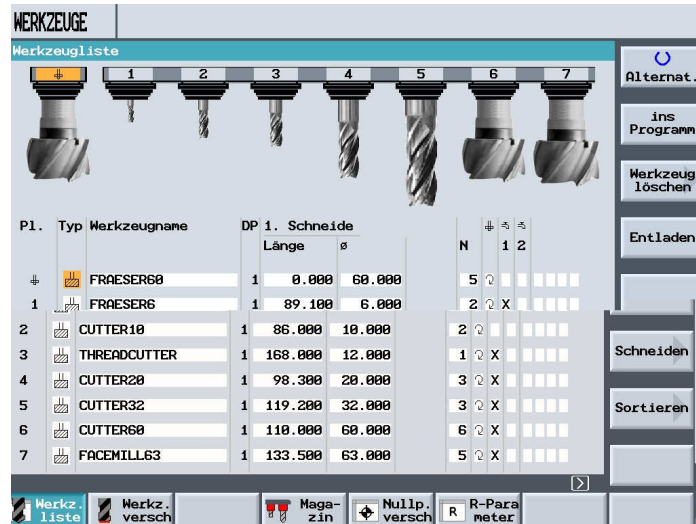 WERKZEUGE
Werkzeugliste
1 2 3 4 5 6 7
Alternat.
ins
Programm
Werkzeug
löschen
Entladen
Schneiden
Sortieren
Pl. Typ Werkzeugname DP 1. Schneide
Länge ø N 1 2
FRAESER60 1 0.000 60.000 5
1 FRAESER6 1 89.100 6.000 2 X
2 CUTTER10 1 86.000 10.000 2
3 THREADCUTTER 1 168.000 12.000 1 X
4 CUTTER20 1 98.300 20.000 3 X
5 CUTTER32 1 119.200 32.000 3 X
6 CUTTER60 1 110.000 60.000 6 X
7 FACEMILL63 1 133.500 63.000 5 X
Werkz.
liste
Werkz.
versch
Maga-
zin
Nullp.
versch
R
R-Para
meter